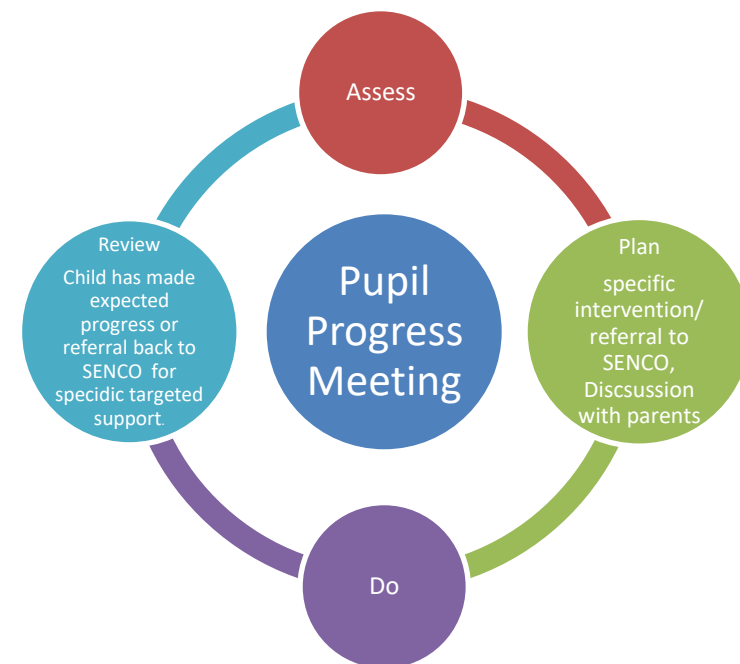 Assess
Review
Child has made
expected
progress or
referral back to
SENCO for
specidic targeted
support.
Pupil
Progress
Meeting
Plan
specific
intervention/
referral to
SENCO,
Discsussion
with parents
Do